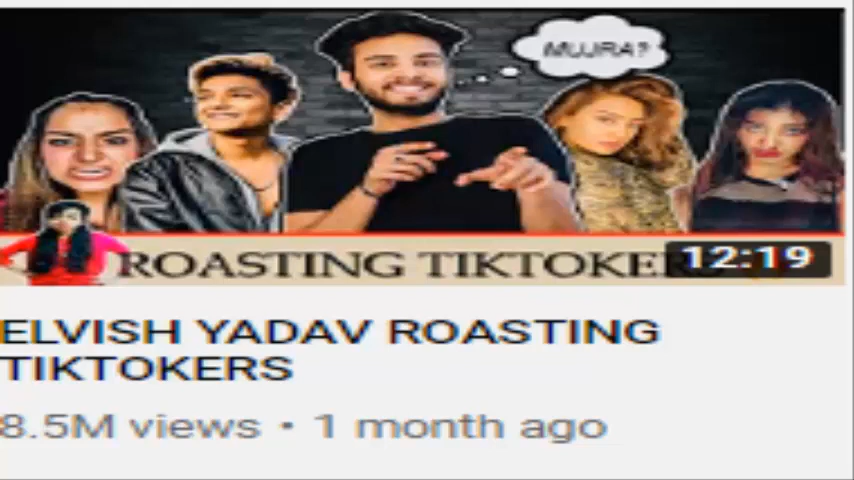 MUJRA?
ROASTING TIKTOKER
12:19
ELVISH YADAV ROASTING
TIKTOKERS
8.5M views • 1 month ago